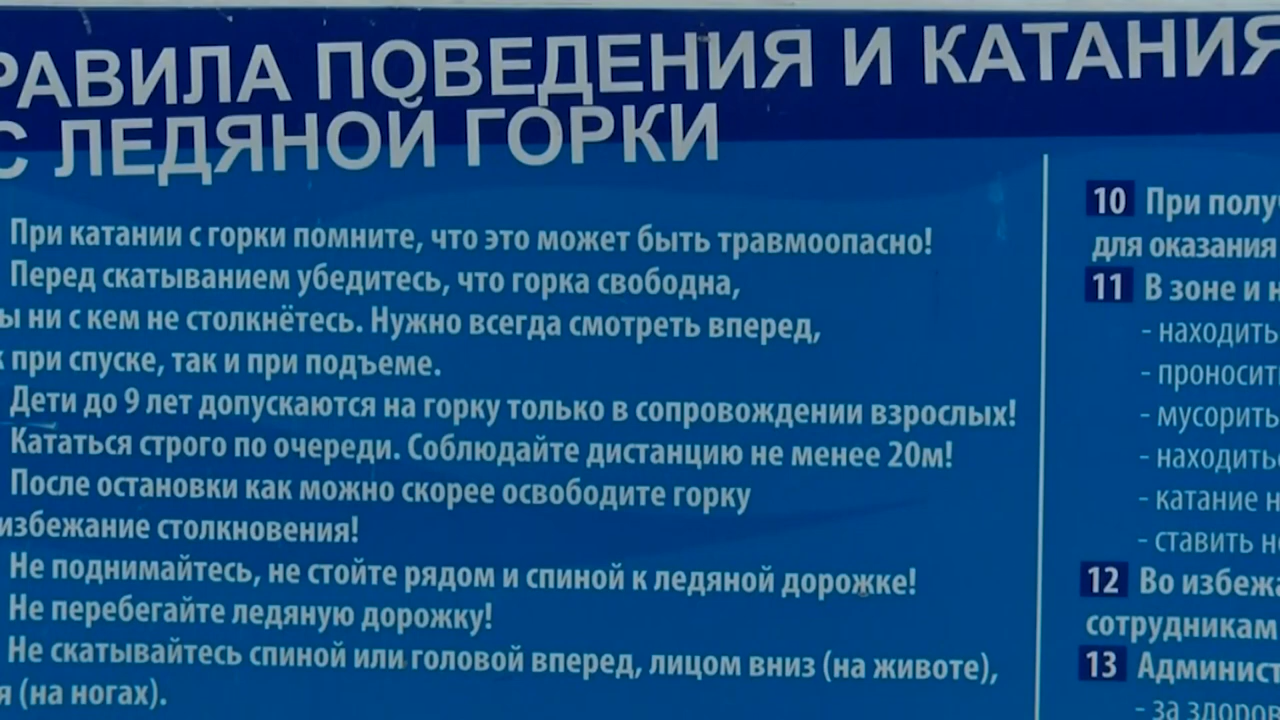 РАВИЛА ПОВЕДЕНИЯ И КАТАНИЯ
С ЛЕДЯНОЙ ГОРКИ
При катании с горки помните, что это может быть травмоопасно!
Перед скатыванием убедитесь, что горка свободна,
ы ни с кем не столкнётесь. Нужно всегда смотреть вперед,
к при спуске, так и при подъеме.
Дети до 9 лет допускаются на горку только в сопровождении взрослых!
Кататься строго по очереди. Соблюдайте дистанцию не менее 20м!
После остановки как можно скорее освободите горку
избежание столкновения!
Не поднимайтесь, не стойте рядом и спиной к ледяной дорожке!
Не перебегайте ледяную дорожку!
Не скатывайтесь спиной или головой вперед, лицом вниз (на животе),
я (на ногах).
10 При полу
для оказания
11 В зоне и н
- находить
- проносить
- мусорить
- находитьс
- катание н
- ставить не
12 Во избежа
сотрудникам
13 Админист
- за здоров